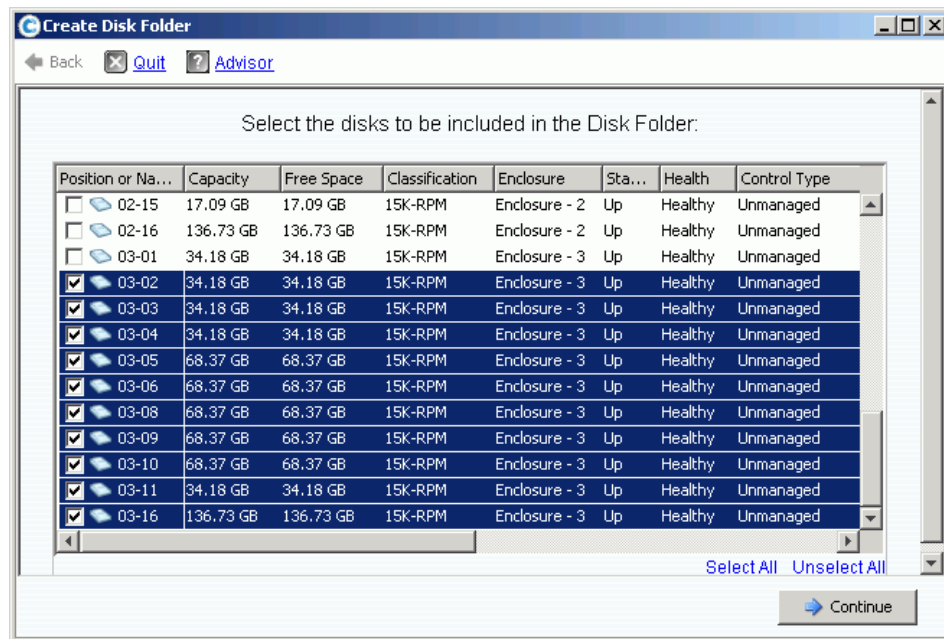 Create Disk Folder
Back Quit ? Advisor
Select the disks to be included in the Disk Folder:
Position or Na... Capacity Free Space Classification Enclosure Sta... Health Control Type
02-15 17.09 GB 17.09 GB 15K-RPM Enclosure - 2 Up Healthy Unmanaged
02-16 136.73 GB 136.73 GB 15K-RPM Enclosure - 2 Up Healthy Unmanaged
03-01 34.18 GB 34.18 GB 15K-RPM Enclosure - 3 Up Healthy Unmanaged
03-02 34.18 GB 34.18 GB 15K-RPM Enclosure - 3 Up Healthy Unmanaged
03-03 34.18 GB 34.18 GB 15K-RPM Enclosure - 3 Up Healthy Unmanaged
03-04 34.18 GB 34.18 GB 15K-RPM Enclosure - 3 Up Healthy Unmanaged
03-05 68.37 GB 68.37 GB 15K-RPM Enclosure - 3 Up Healthy Unmanaged
03-06 68.37 GB 68.37 GB 15K-RPM Enclosure - 3 Up Healthy Unmanaged
03-08 68.37 GB 68.37 GB 15K-RPM Enclosure - 3 Up Healthy Unmanaged
03-09 68.37 GB 68.37 GB 15K-RPM Enclosure - 3 Up Healthy Unmanaged
03-10 68.37 GB 68.37 GB 15K-RPM Enclosure - 3 Up Healthy Unmanaged
03-11 34.18 GB 34.18 GB 15K-RPM Enclosure - 3 Up Healthy Unmanaged
03-16 136.73 GB 136.73 GB 15K-RPM Enclosure - 3 Up Healthy Unmanaged
Select All Unselect All
Continue